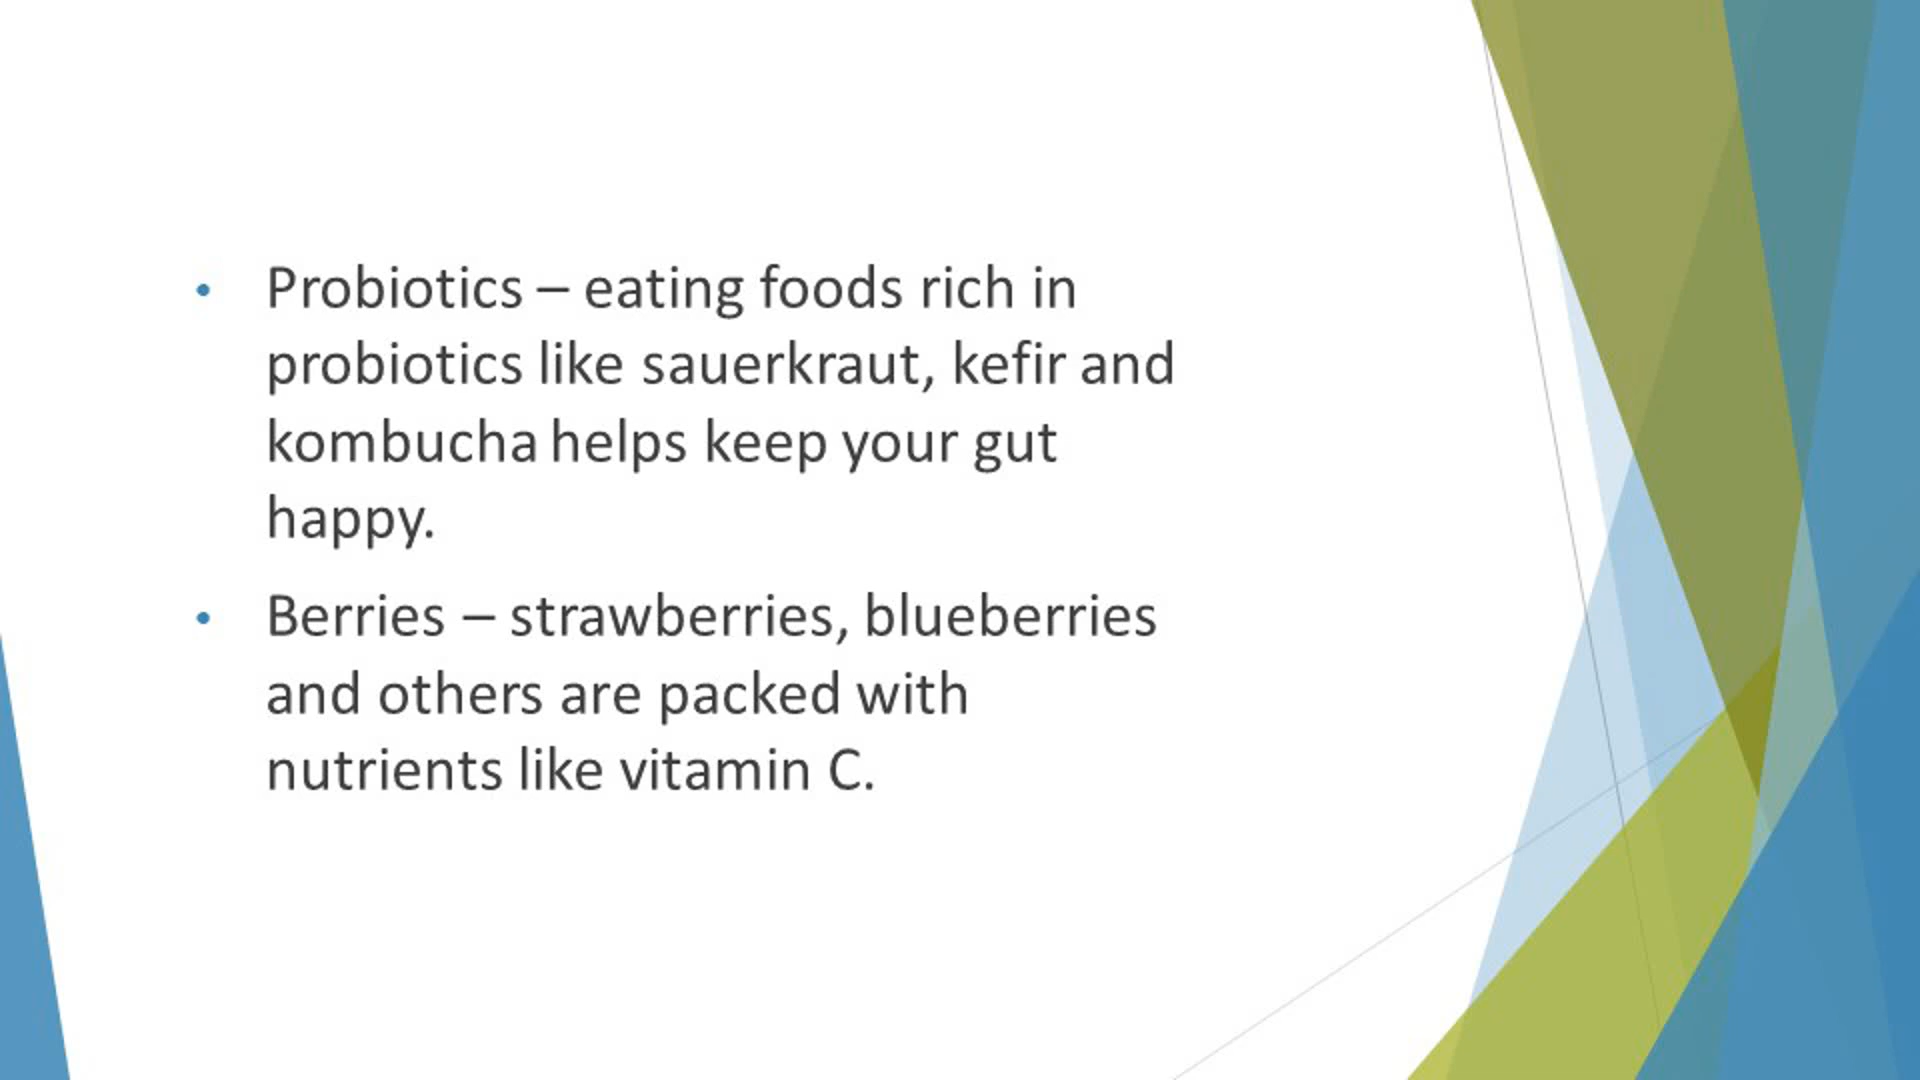 • Probiotics – eating foods rich in
probiotics like sauerkraut, kefir and
kombucha helps keep your gut
happy.
• Berries – strawberries, blueberries
and others are packed with
nutrients like vitamin C.